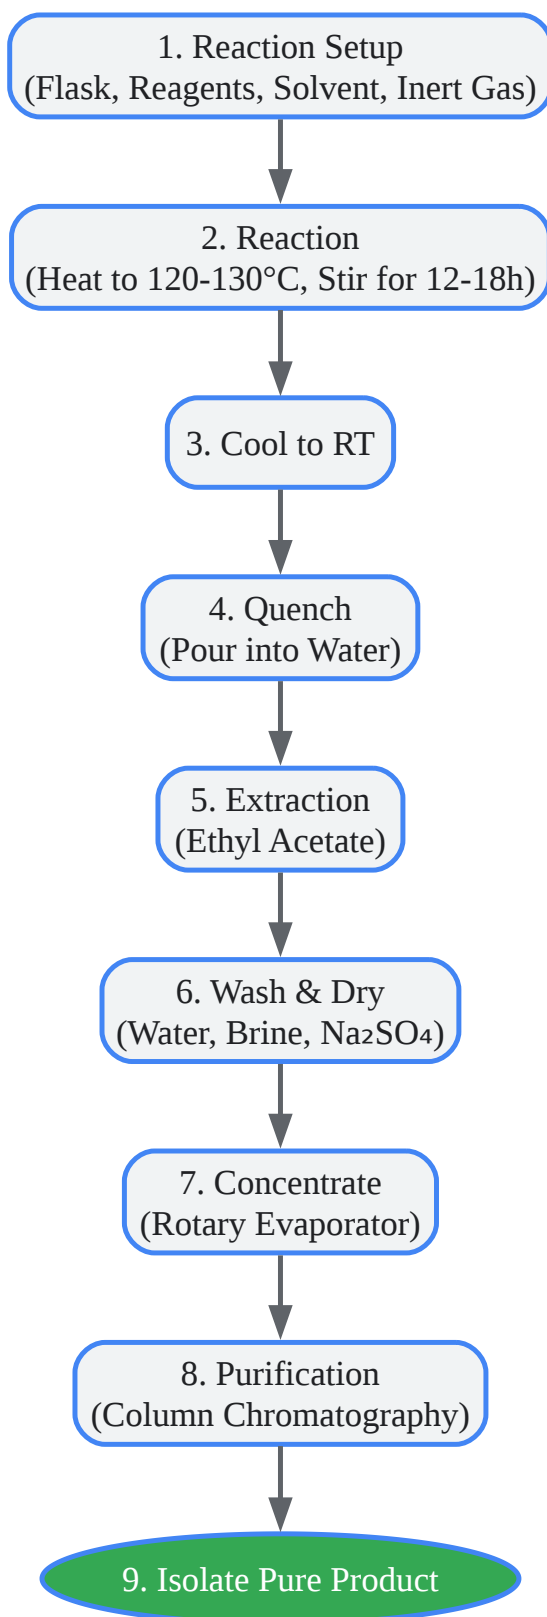 1. Reaction Setup
(Flask, Reagents, Solvent, Inert Gas)
2. Reaction
(Heat to 120-130°C, Stir for 12-18h)
3. Cool to RT
4. Quench
(Pour into Water)
5. Extraction
(Ethyl Acetate)
6. Wash & Dry
(Water, Brine, Na₂SO₄)
7. Concentrate
(Rotary Evaporator)
8. Purification
(Column Chromatography)
9. Isolate Pure Product